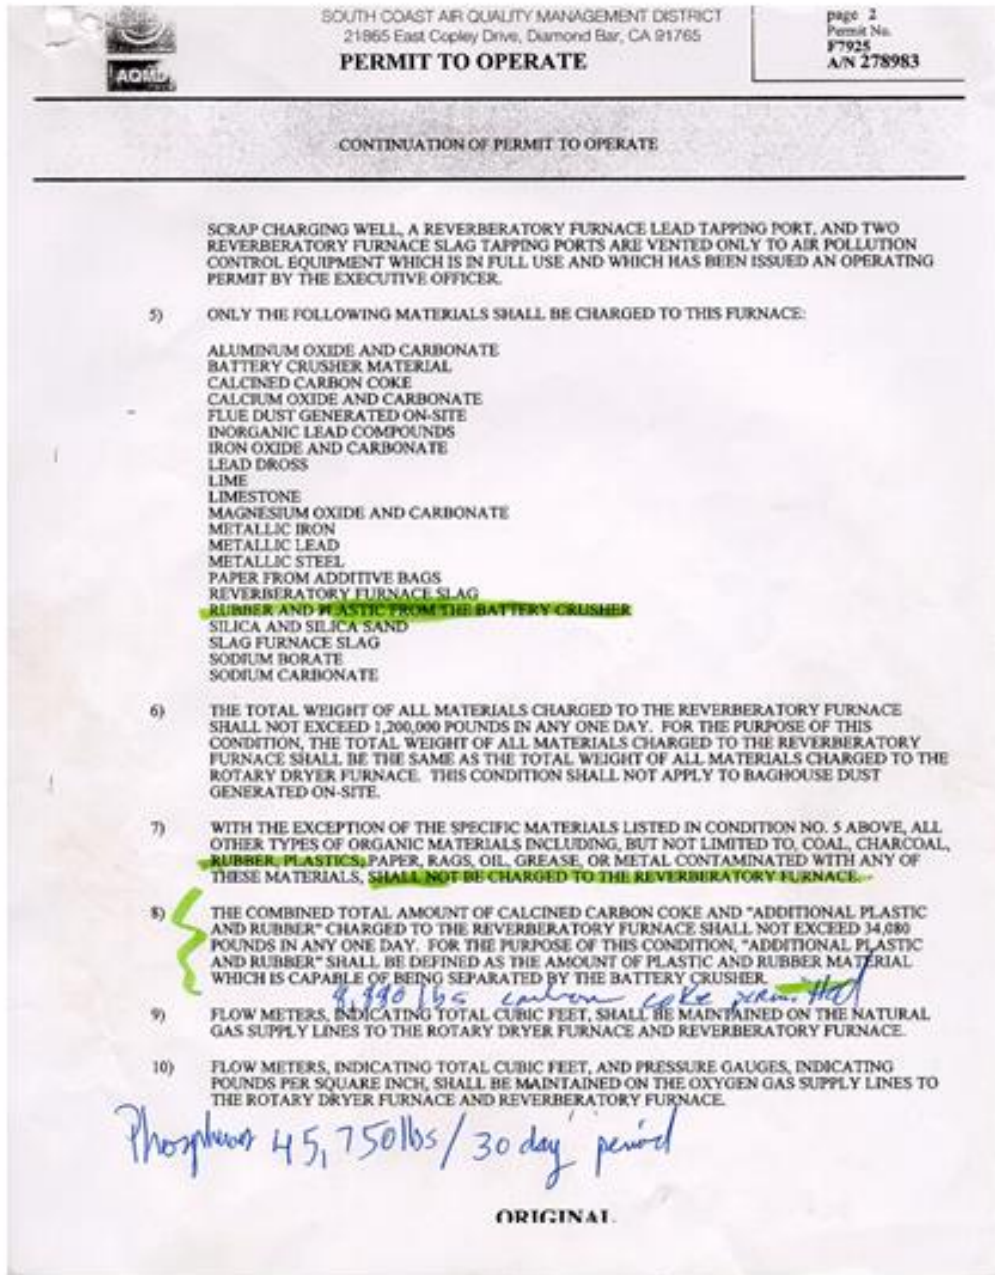 SOUTH COAST AIR QUALITY MANAGEMENT DISTRICT
21865 East Copley Drive, Diamond Bar, CA 91765
PERMIT TO OPERATE
page 2
Permit No.
F7925
A/N 278983
AQMD
CONTINUATION OF PERMIT TO OPERATE
SCRAP CHARGING WELL, A REVERBERATORY FURNACE LEAD TAPPING PORT, AND TWO
REVERBERATORY FURNACE SLAG TAPPING PORTS ARE VENTED ONLY TO AIR POLLUTION
CONTROL EQUIPMENT WHICH IS IN FULL USE AND WHICH HAS BEEN ISSUED AN OPERATING
PERMIT BY THE EXECUTIVE OFFICER.
5) ONLY THE FOLLOWING MATERIALS SHALL BE CHARGED TO THIS FURNACE:
ALUMINUM OXIDE AND CARBONATE
BATTERY CRUSHER MATERIAL
CALCINED CARBON COKE
CALCIUM OXIDE AND CARBONATE
FLUE DUST GENERATED ON-SITE
INORGANIC LEAD COMPOUNDS
IRON OXIDE AND CARBONATE
LEAD DROSS
LIME
LIMESTONE
MAGNESIUM OXIDE AND CARBONATE
METALLIC IRON
METALLIC LEAD
METALLIC STEEL
PAPER FROM ADDITIVE BAGS
REVERBERATORY FURNACE SLAG
RUBBER AND PLASTIC FROM THE BATTERY CRUSHER
SILICA AND SILICA SAND
SLAG FURNACE SLAG
SODIUM BORATE
SODIUM CARBONATE
6) THE TOTAL WEIGHT OF ALL MATERIALS CHARGED TO THE REVERBERATORY FURNACE
SHALL NOT EXCEED 1,200,000 POUNDS IN ANY ONE DAY. FOR THE PURPOSE OF THIS
CONDITION, THE TOTAL WEIGHT OF ALL MATERIALS CHARGED TO THE REVERBERATORY
FURNACE SHALL BE THE SAME AS THE TOTAL WEIGHT OF ALL MATERIALS CHARGED TO THE
ROTARY DRYER FURNACE. THIS CONDITION SHALL NOT APPLY TO BAGHOUSE DUST
GENERATED ON-SITE.
7) WITH THE EXCEPTION OF THE SPECIFIC MATERIALS LISTED IN CONDITION NO. 5 ABOVE, ALL
OTHER TYPES OF ORGANIC MATERIALS INCLUDING, BUT NOT LIMITED TO, COAL, CHARCOAL,
RUBBER, PLASTICS, PAPER, RAGS, OIL, GREASE, OR METAL CONTAMINATED WITH ANY OF
THESE MATERIALS, SHALL NOT BE CHARGED TO THE REVERBERATORY FURNACE.
8) THE COMBINED TOTAL AMOUNT OF CALCINED CARBON COKE AND "ADDITIONAL PLASTIC
AND RUBBER" CHARGED TO THE REVERBERATORY FURNACE SHALL NOT EXCEED 34,080
POUNDS IN ANY ONE DAY. FOR THE PURPOSE OF THIS CONDITION, "ADDITIONAL PLASTIC
AND RUBBER" SHALL BE DEFINED AS THE AMOUNT OF PLASTIC AND RUBBER MATERIAL
WHICH IS CAPABLE OF BEING SEPARATED BY THE BATTERY CRUSHER.
lbs carbon coke permitted
9) FLOW METERS, INDICATING TOTAL CUBIC FEET, SHALL BE MAINTAINED ON THE NATURAL
GAS SUPPLY LINES TO THE ROTARY DRYER FURNACE AND REVERBERATORY FURNACE.
10) FLOW METERS, INDICATING TOTAL CUBIC FEET, AND PRESSURE GAUGES, INDICATING
POUNDS PER SQUARE INCH, SHALL BE MAINTAINED ON THE OXYGEN GAS SUPPLY LINES TO
THE ROTARY DRYER FURNACE AND REVERBERATORY FURNACE.
Phosphorus 45,750 lbs/30 day period
ORIGINAL